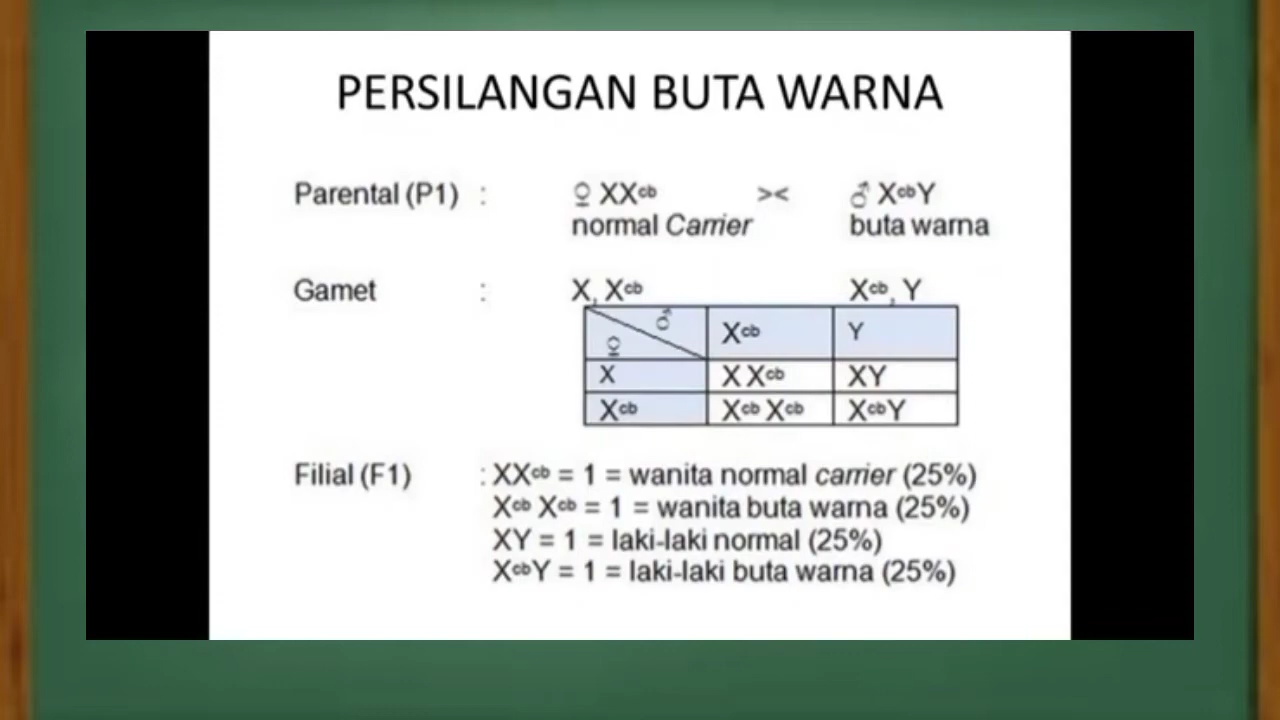 PERSILANGAN BUTA WARNA
Parental (P1) : ♀ XXcb >< ♂ XcbY
normal Carrier buta warna
Gamet : X, Xcb Xcb, Y
♀ ♂ Xcb Y
X X Xcb XY
Xcb Xcb Xcb XcbY
Filial (F1) : XXcb = 1 = wanita normal carrier (25%)
Xcb Xcb = 1 = wanita buta warna (25%)
XY = 1 = laki-laki normal (25%)
XcbY = 1 = laki-laki buta warna (25%)